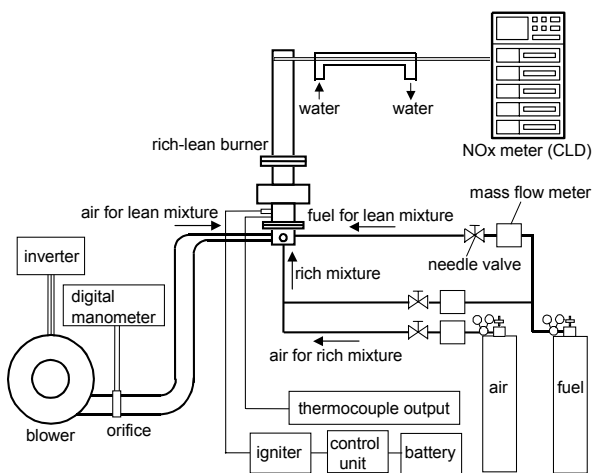 water
water
NOx meter (CLD)
rich-lean burner
mass flow meter
air for lean mixture
fuel for lean mixture
needle valve
inverter
rich mixture
digital
manometer
air for rich mixture
air
fuel
thermocouple output
blower
orifice
igniter
control
unit
battery